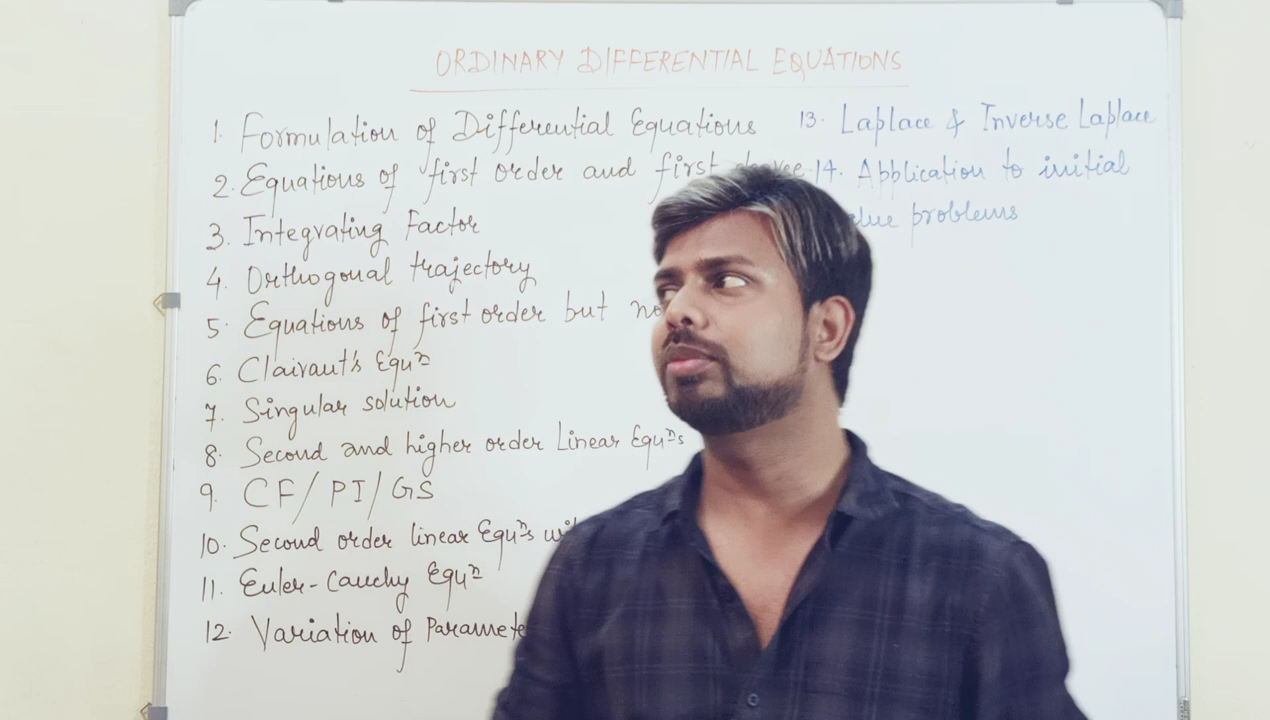 ORDINARY DIFFERENTIAL EQUATIONS
1. Formulation of Differential Equations
2. Equations of first order and first degree
3. Integrating Factor
4. Orthogonal trajectory
5. Equations of first order but
6. Clairaut's Equⁿ
7. Singular solution
8. Second and higher order Linear Equⁿs
9. CF/PI/GS
10. Second order linear Equⁿs
11. Euler-Cauchy Equⁿ
12. Variation of
13. Laplace & Inverse Laplace
14. Application to initial
problems